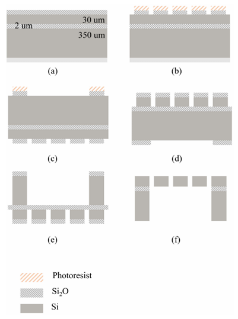 30 um
2 um
350 um
(a)
(b)
(c)
(d)
(e)
(f)
Photoresist
Si2O
Si